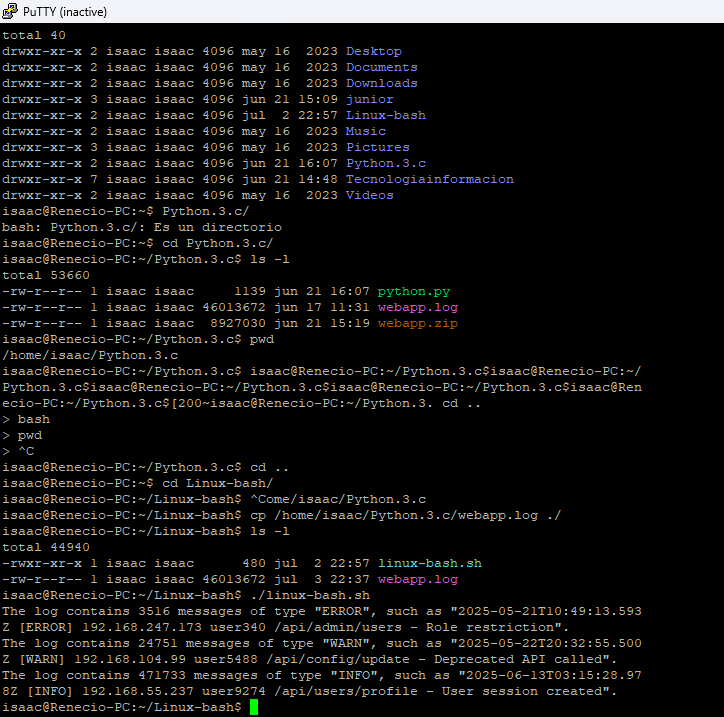 PuTTY (inactive)
total 40
drwxr-xr-x 2 isaac isaac 4096 may 16  2023 Desktop
drwxr-xr-x 2 isaac isaac 4096 may 16  2023 Documents
drwxr-xr-x 2 isaac isaac 4096 may 16  2023 Downloads
drwxr-xr-x 3 isaac isaac 4096 jun 21 15:09 junior
drwxr-xr-x 2 isaac isaac 4096 jul  2 22:57 Linux-bash
drwxr-xr-x 2 isaac isaac 4096 may 16  2023 Music
drwxr-xr-x 3 isaac isaac 4096 may 16  2023 Pictures
drwxr-xr-x 2 isaac isaac 4096 jun 21 16:07 Python.3.c
drwxr-xr-x 7 isaac isaac 4096 jun 21 14:48 Tecnologiainformacion
drwxr-xr-x 2 isaac isaac 4096 may 16  2023 Videos
isaac@Renecio-PC:~$ Python.3.c/
bash: Python.3.c/: Es un directorio
isaac@Renecio-PC:~$ cd Python.3.c/
isaac@Renecio-PC:~/Python.3.c$ ls -l
total 53660
-rw-r--r-- 1 isaac isaac     1139 jun 21 16:07 python.py
-rw-r--r-- 1 isaac isaac 46013672 jun 17 11:31 webapp.log
-rw-r--r-- 1 isaac isaac  8927030 jun 21 15:19 webapp.zip
isaac@Renecio-PC:~/Python.3.c$ pwd
/home/isaac/Python.3.c
isaac@Renecio-PC:~/Python.3.c$ isaac@Renecio-PC:~/Python.3.c$isaac@Renecio-PC:~/
Python.3.c$isaac@Renecio-PC:~/Python.3.c$isaac@Renecio-PC:~/Python.3.c$isaac@Ren
ecio-PC:~/Python.3.c$[200~isaac@Renecio-PC:~/Python.3. cd ..
> bash
> pwd
> ^C
isaac@Renecio-PC:~/Python.3.c$ cd ..
isaac@Renecio-PC:~$ cd Linux-bash/
isaac@Renecio-PC:~/Linux-bash$ ^Come/isaac/Python.3.c
isaac@Renecio-PC:~/Linux-bash$ cp /home/isaac/Python.3.c/webapp.log ./
isaac@Renecio-PC:~/Linux-bash$ ls -l
total 44940
-rwxr-xr-x 1 isaac isaac      480 jul  2 22:57 linux-bash.sh
-rw-r--r-- 1 isaac isaac 46013672 jul  3 22:37 webapp.log
isaac@Renecio-PC:~/Linux-bash$ ./linux-bash.sh
The log contains 3516 messages of type "ERROR", such as "2025-05-21T10:49:13.593
Z [ERROR] 192.168.247.173 user340 /api/admin/users - Role restriction".
The log contains 24751 messages of type "WARN", such as "2025-05-22T20:32:55.500
Z [WARN] 192.168.104.99 user5488 /api/config/update - Deprecated API called".
The log contains 471733 messages of type "INFO", such as "2025-06-13T03:15:28.97
8Z [INFO] 192.168.55.237 user9274 /api/users/profile - User session created".
isaac@Renecio-PC:~/Linux-bash$